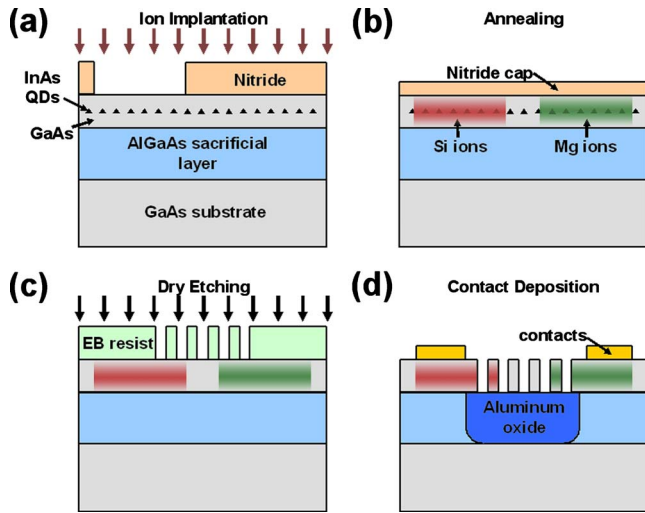 (a)
Ion Implantation
InAs
QDs
GaAs
Nitride
AlGaAs sacrificial
layer
GaAs substrate
(b)
Annealing
Nitride cap
Si ions
Mg ions
(c)
Dry Etching
EB resist
(d)
Contact Deposition
contacts
Aluminum
oxide